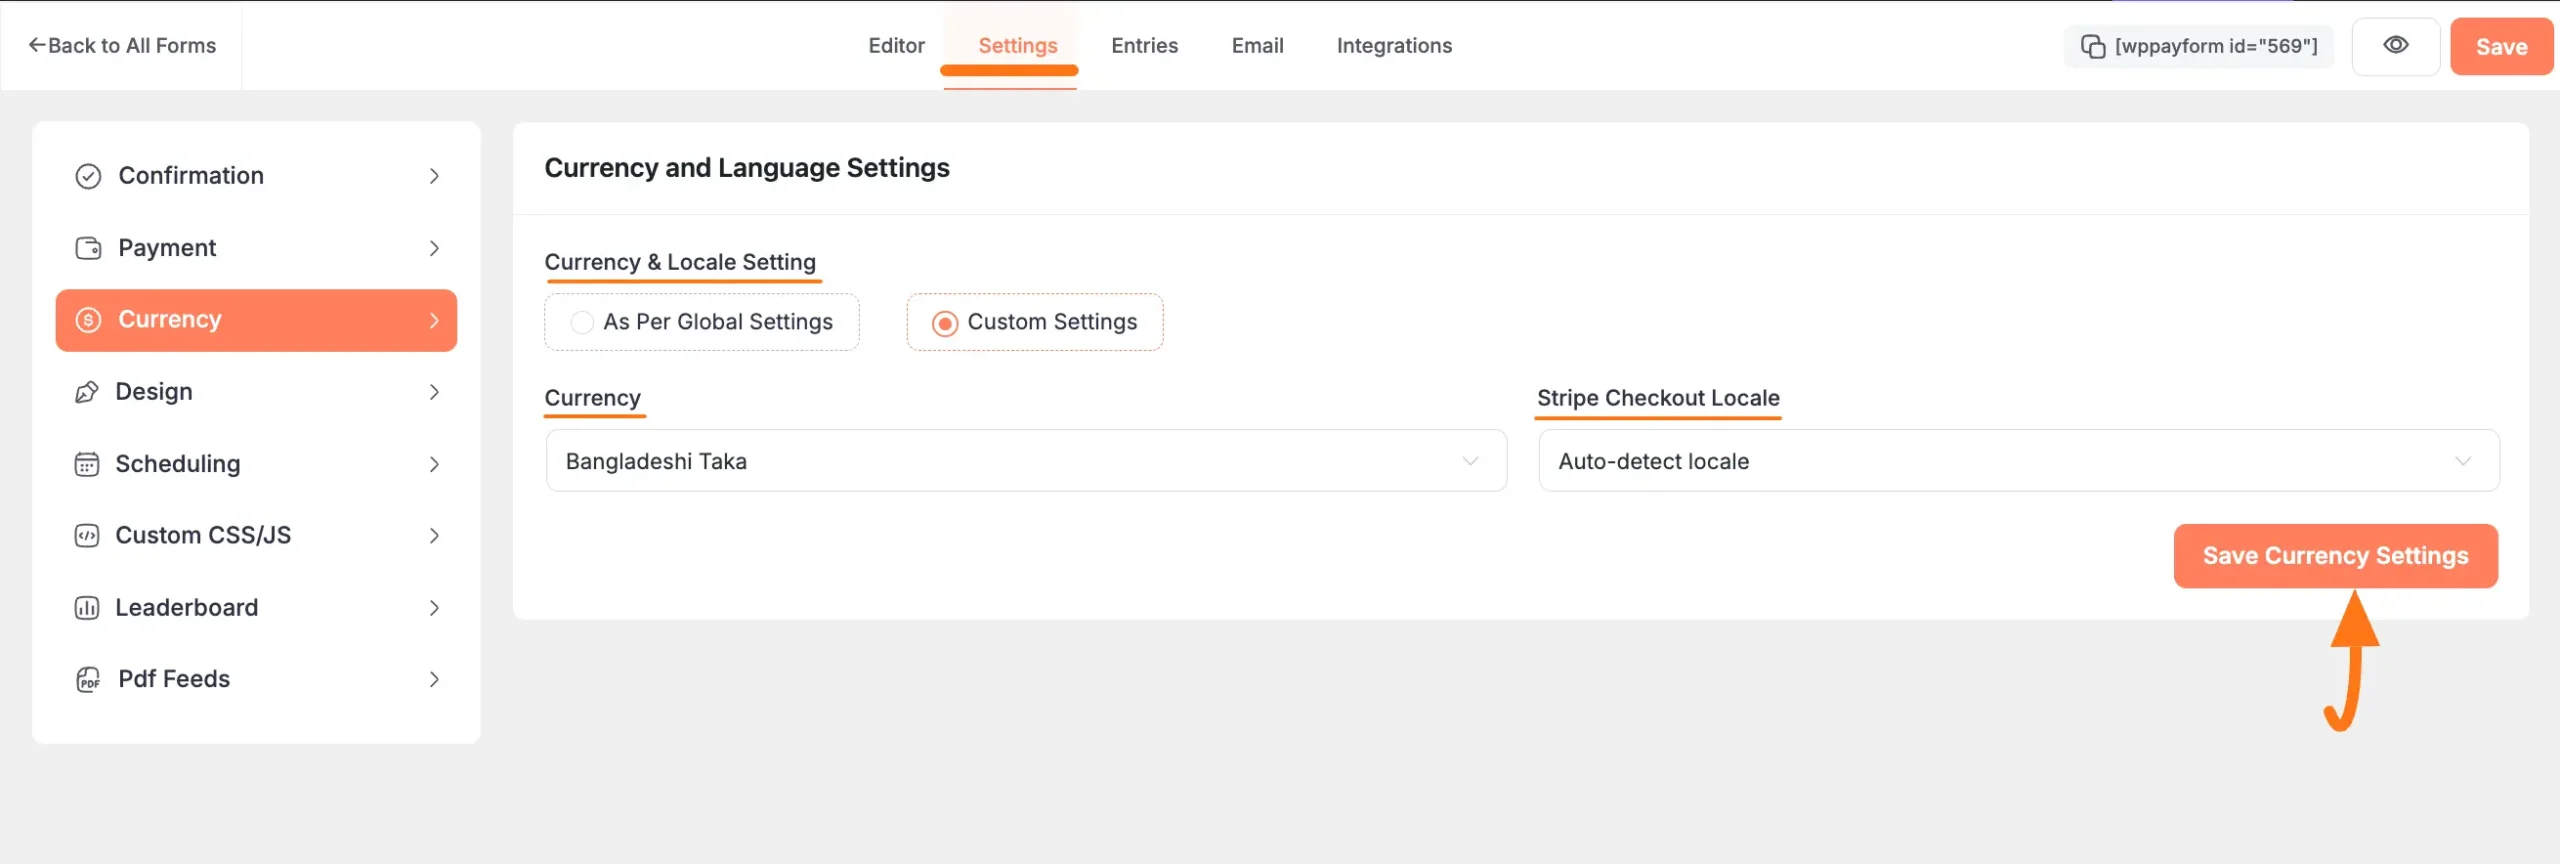 ←Back to All Forms
Editor Settings Entries Email Integrations
[wppayform id="569"]
Save
Confirmation
Payment
Currency
Design
Scheduling
Custom CSS/JS
Leaderboard
PDF
Pdf Feeds
Currency and Language Settings
Currency & Locale Setting
As Per Global Settings Custom Settings
Currency Stripe Checkout Locale
Bangladeshi Taka Auto-detect locale
Save Currency Settings